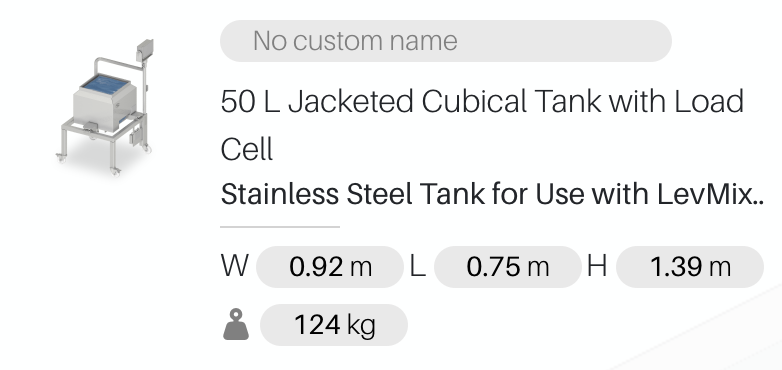 No custom name
50 L Jacketed Cubical Tank with Load
Cell
Stainless Steel Tank for Use with LevMix..
W 0.92 m L 0.75 m H 1.39 m
124 kg